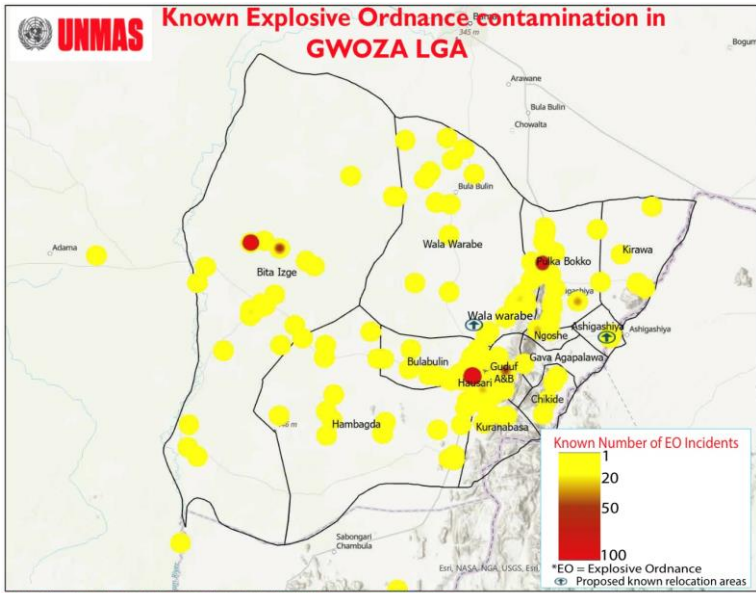 UNMAS
Known Explosive Ordnance contamination in
GWOZA LGA
345 m
Bogum
Arawane
Bula Bulin
Chowalta
Bula Bulin
Adama
Wala Warabe
Kirawa
Pulka Bokko
Bita Izge
Wala warabe
Ashigashiya
Ashigashiya
Ngoshe
Bulabulin
Guduf
A&B
Gava Agapalawa
Hausari
Chikide
Hambagda
Kuranabasa
Sabongari
Chambula
Esri, NASA, NGA, USGS, Esri,
Known Number of EO Incidents
1
20
50
100
*EO = Explosive Ordnance
Proposed known relocation areas